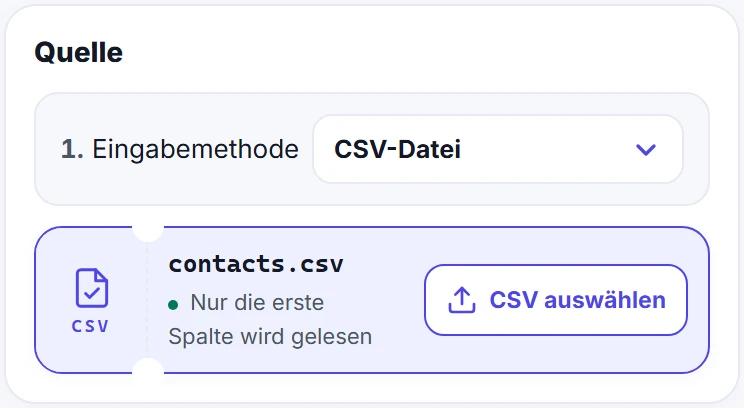 Quelle
1. Eingabemethode
CSV-Datei
CSV
contacts.csv
Nur die erste
Spalte wird gelesen
CSV auswählen